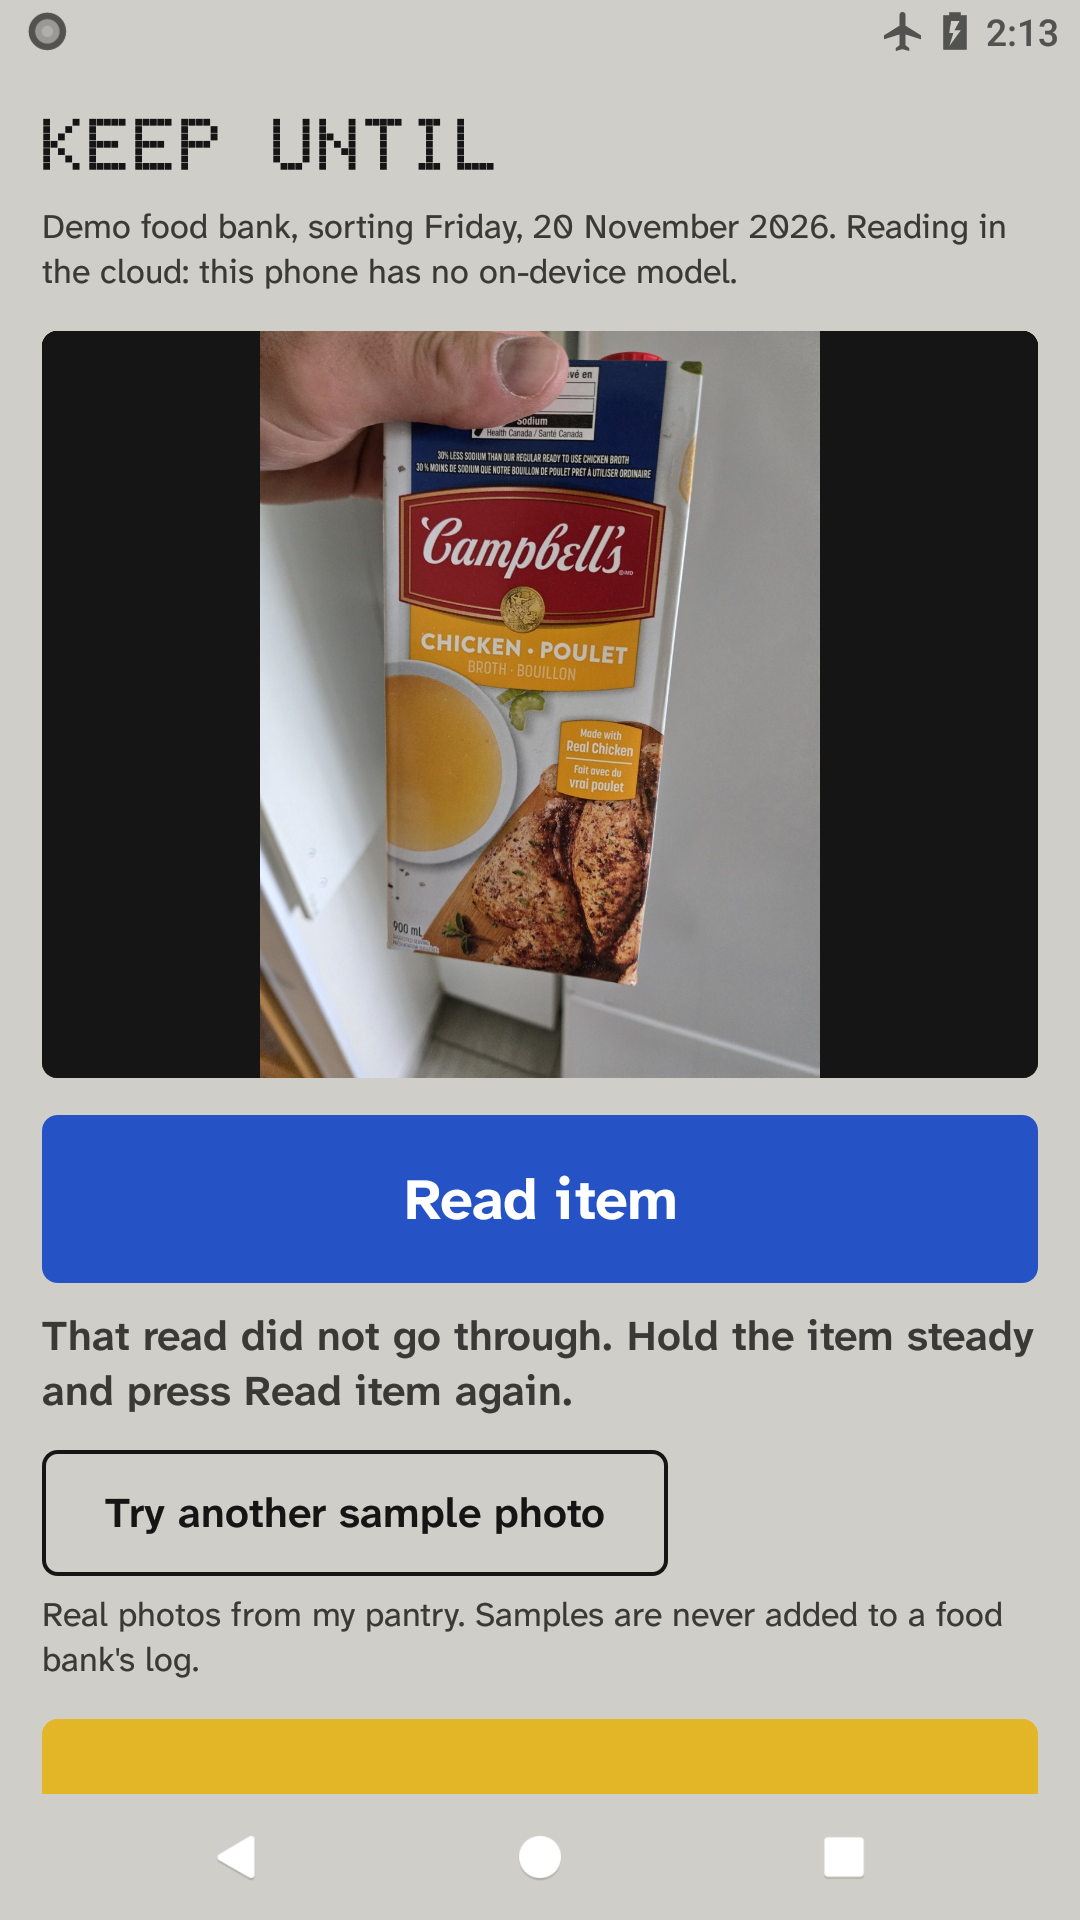 2:13
KEEP UNTIL
Demo food bank, sorting Friday, 20 November 2026. Reading in
the cloud: this phone has no on-device model.
vé en
Sodium
Health Canada / Santé Canada
30% LESS SODIUM THAN OUR REGULAR READY TO USE CHICKEN BROTH
30 % MOINS DE SODIUM QUE NOTRE BOUILLON DE POULET PRÊT À UTILISER ORDINAIRE
Campbell's
CHICKEN · POULET
BROTH · BOUILLON
Made with
Real Chicken
Fait avec du
vrai poulet
900 mL
Read item
That read did not go through. Hold the item steady
and press Read item again.
Try another sample photo
Real photos from my pantry. Samples are never added to a food
bank's log.